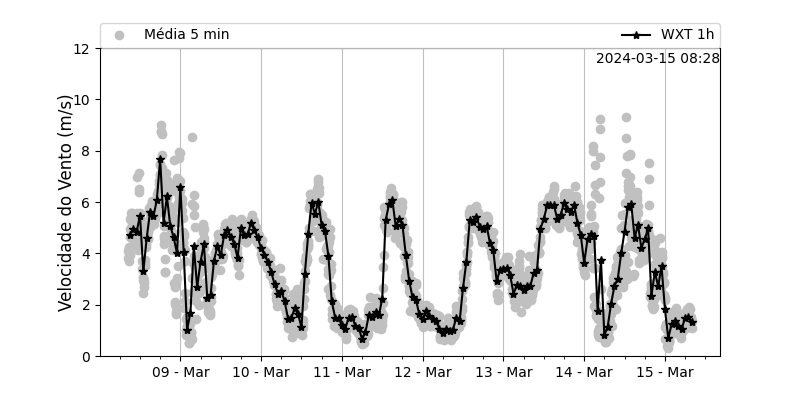 Média 5 min
WXT 1h
2024-03-15 08:28
Velocidade do Vento (m/s)
12
10
8
6
4
2
0
09 - Mar
10 - Mar
11 - Mar
12 - Mar
13 - Mar
14 - Mar
15 - Mar